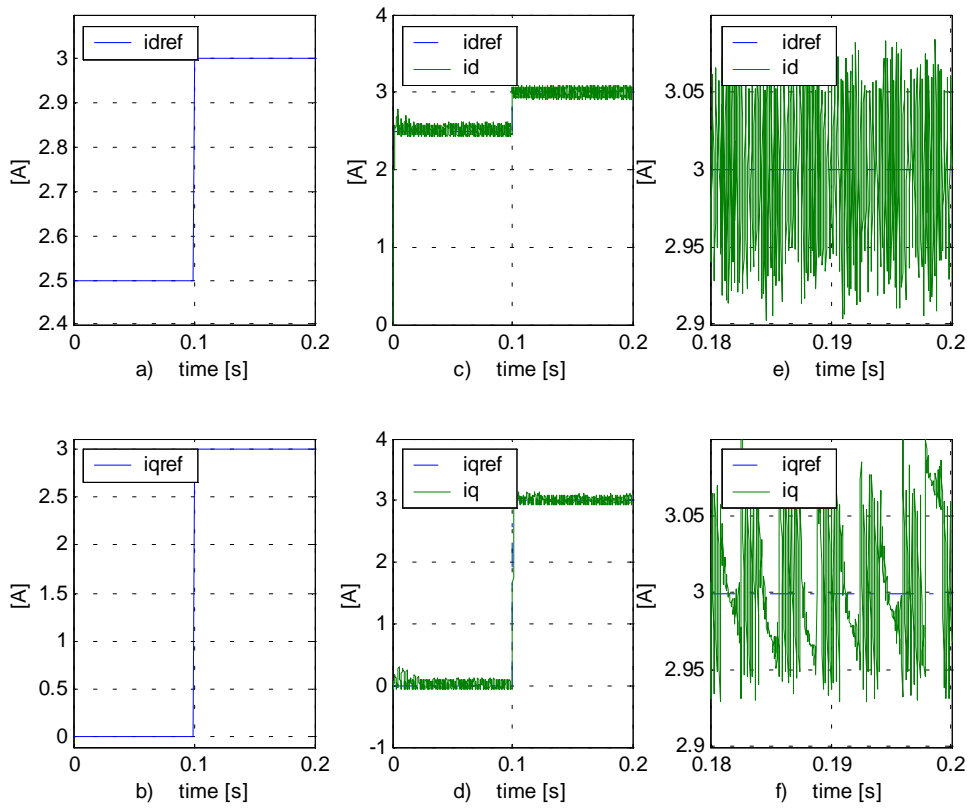 idref
3
2.9
2.8
2.7
2.6
2.5
2.4
[A]
0 0.1 0.2
a) time [s]
idref
id
4
3
2
1
0
[A]
0 0.1 0.2
c) time [s]
idref
id
3.05
3
2.95
2.9
[A]
0.18 0.19 0.2
e) time [s]
iqref
3
2.5
2
1.5
1
0.5
0
[A]
0 0.1 0.2
b) time [s]
iqref
iq
4
3
2
1
0
-1
[A]
0 0.1 0.2
d) time [s]
iqref
iq
3.05
3
2.95
2.9
[A]
0.18 0.19 0.2
f) time [s]